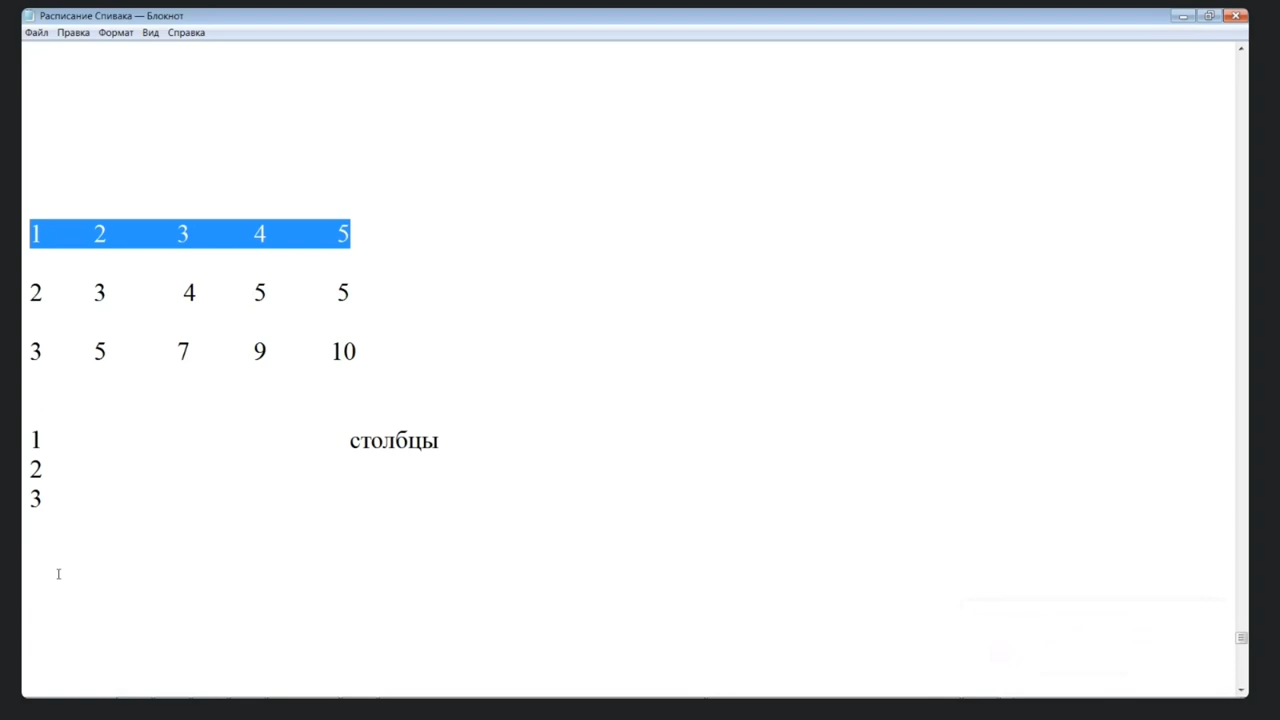 Расписание Спивака — Блокнот
Файл Правка Формат Вид Справка
1 2 3 4 5
2 3 4 5 5
3 5 7 9 10
1 столбцы
2
3